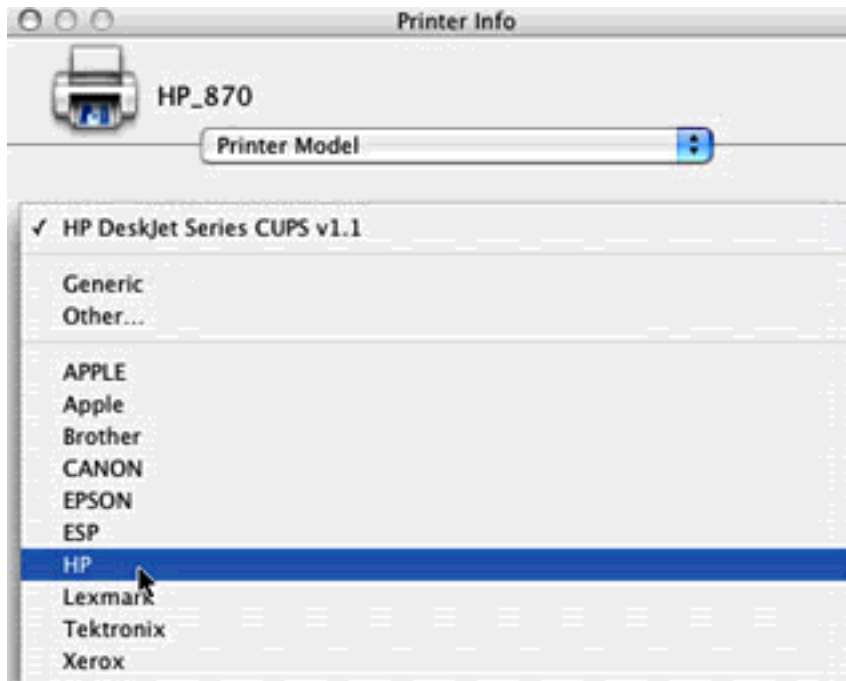 Printer Info
HP_870
Printer Model
✓ HP DeskJet Series CUPS v1.1
Generic
Other...
APPLE
Apple
Brother
CANON
EPSON
ESP
HP
Lexmark
Tektronix
Xerox